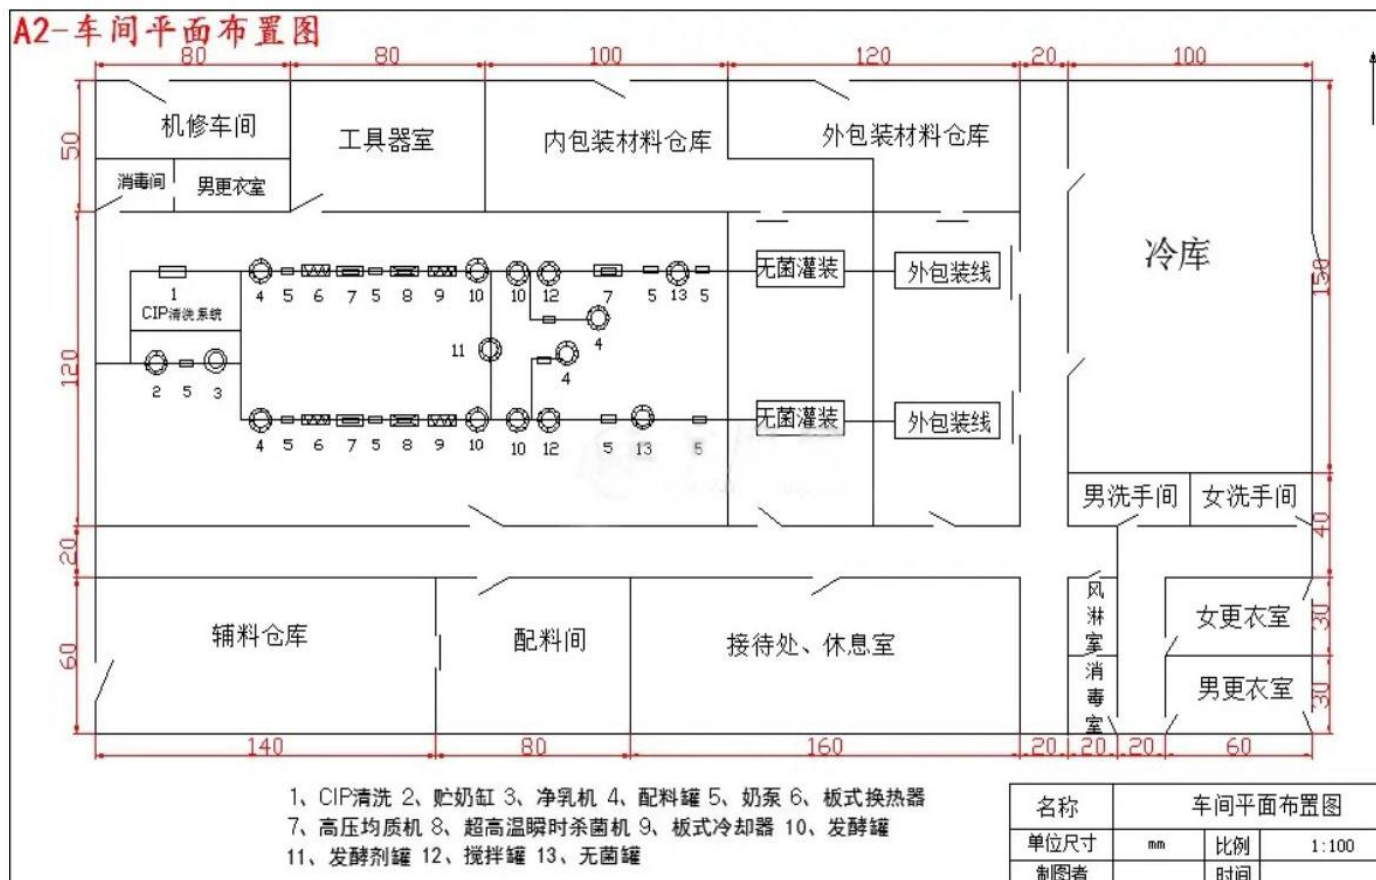 A2-车间平面布置图
80 80 100 120 20 100
机修车间
工具器室
内包装材料仓库
外包装材料仓库
50
消毒间
男更衣室
冷库
150
无菌灌装
外包装线
1
4 5 6 7 5 8 9 10 10 12 7 5 13 5
CIP清洗系统
4
11
120
2 5 3
4
无菌灌装
外包装线
4 5 6 7 5 8 9 10 10 12 5 13 5
男洗手间
女洗手间
40
20
风淋室
女更衣室
30
辅料仓库
配料间
接待处、休息室
60
消毒室
男更衣室
30
140 80 160 20 20 20 60
1、CIP清洗 2、贮奶缸 3、净乳机 4、配料罐 5、奶泵 6、板式换热器
7、高压均质机 8、超高温瞬时杀菌机 9、板式冷却器 10、发酵罐
11、发酵剂罐 12、搅拌罐 13、无菌罐
名称 车间平面布置图
单位尺寸 mm 比例 1:100
制图者 时间